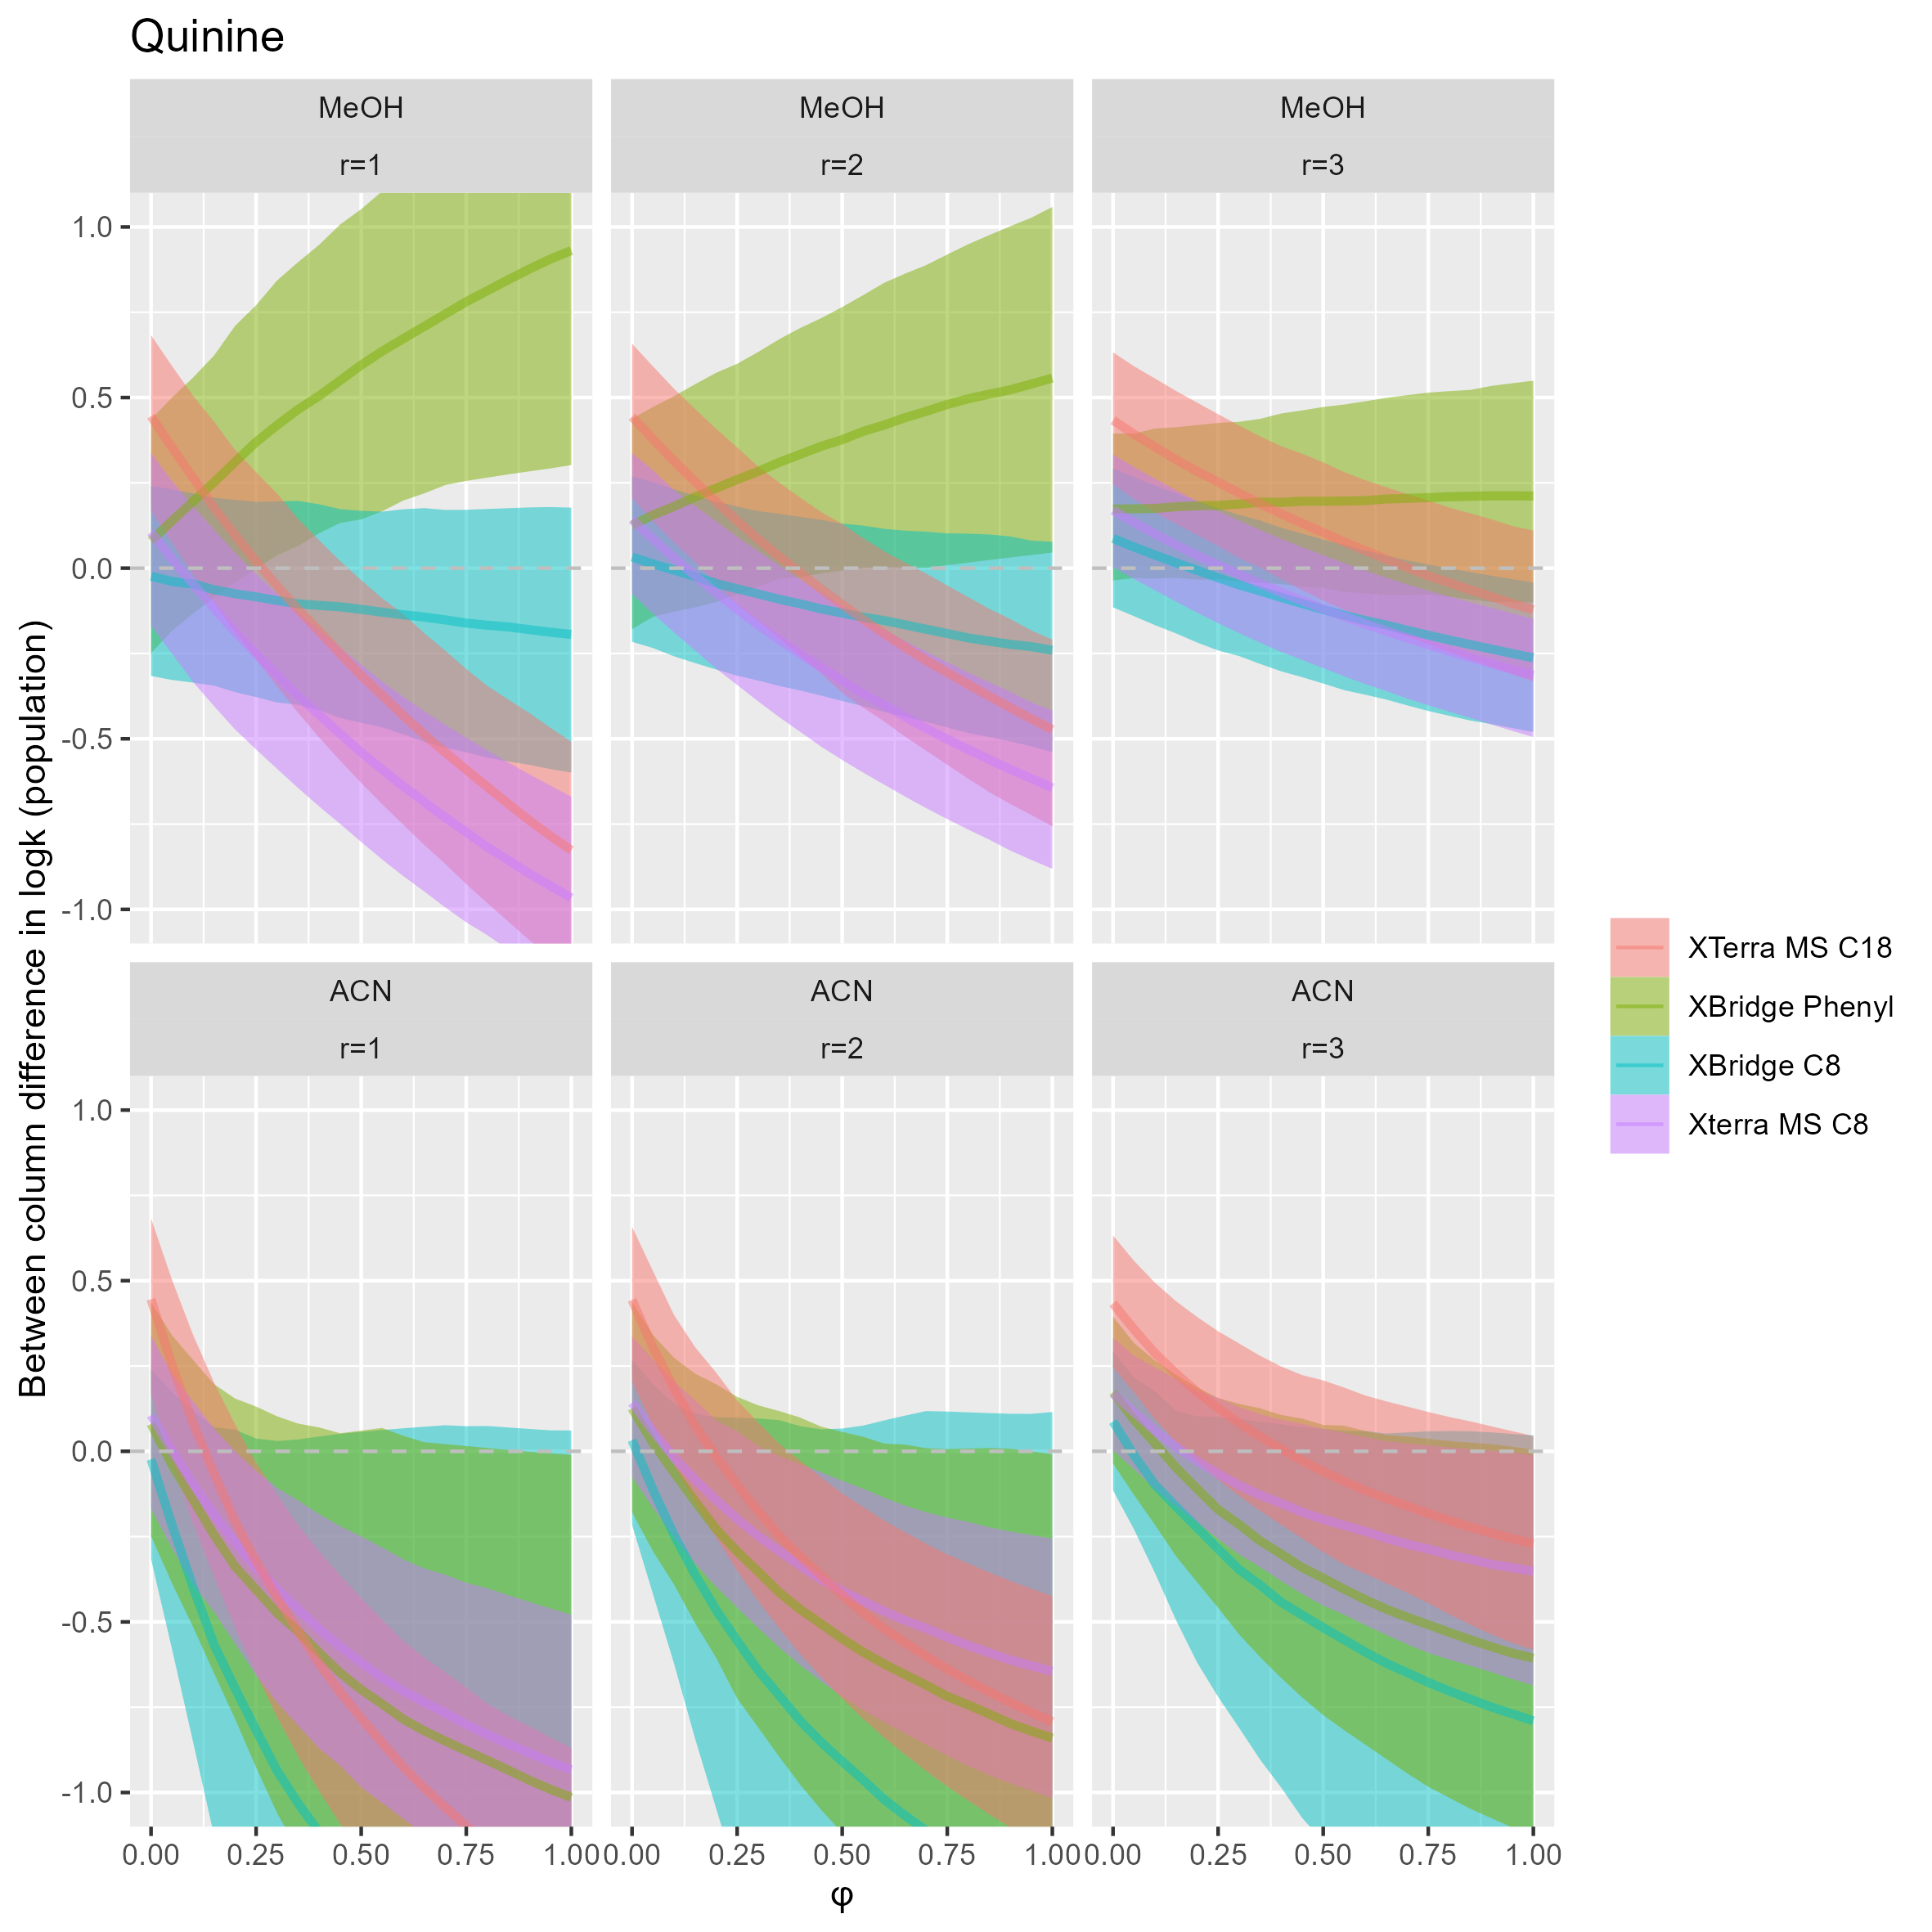 Quinine
MeOH
MeOH
MeOH
r=1
r=2
r=3
1.0
0.5
0.0
-0.5
-1.0
ACN
ACN
ACN
r=1
r=2
r=3
1.0
0.5
0.0
-0.5
-1.0
0.00 0.25 0.50 0.75 1.00
0.00 0.25 0.50 0.75 1.00
0.00 0.25 0.50 0.75 1.00
φ
Between column difference in logk (population)
XTerra MS C18
XBridge Phenyl
XBridge C8
Xterra MS C8